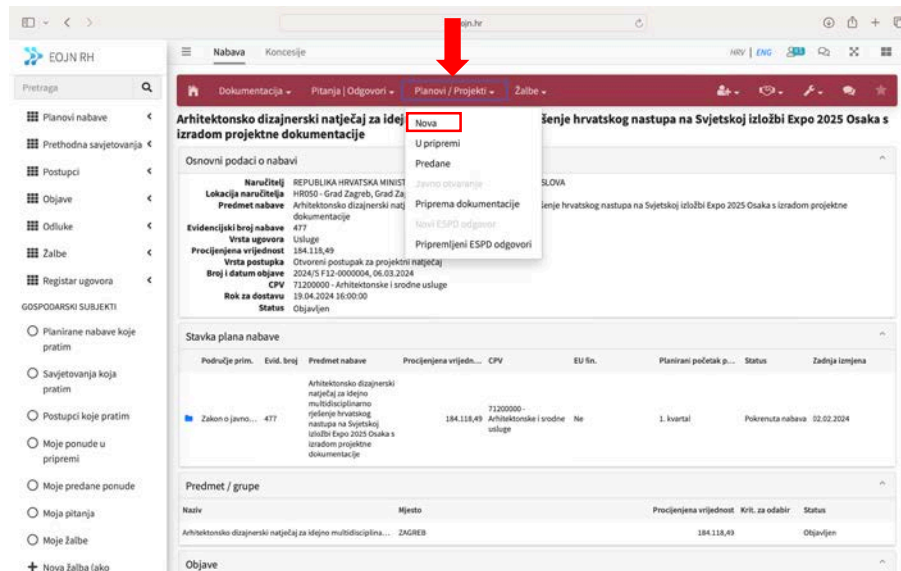 eojn.hr
EOJN RH
Nabava Koncesije
HRV | ENG
Pretraga
Dokumentacija Pitanja | Odgovori Planovi / Projekti Žalbe
Planovi nabave
Prethodna savjetovanja
Postupci
Objave
Odluke
Žalbe
Registar ugovora
GOSPODARSKI SUBJEKTI
Planirane nabave koje
pratim
Savjetovanja koja
pratim
Postupci koje pratim
Moje ponude u
pripremi
Moje predane ponude
Moja pitanja
Moje žalbe
Nova žalba (ako
Nova
U pripremi
Predane
Javno otvaranje
Priprema dokumentacije
Novi ESPD odgovor
Pripremljeni ESPD odgovori
Arhitektonsko dizajnerski natječaj za idej šenje hrvatskog nastupa na Svjetskoj izložbi Expo 2025 Osaka s
izradom projektne dokumentacije
Osnovni podaci o nabavi
Naručitelj REPUBLIKA HRVATSKA MINIST SLOVA
Lokacija naručitelja HR050 - Grad Zagreb, Grad Za
Predmet nabave Arhitektonsko dizajnerski natj enje hrvatskog nastupa na Svjetskoj izložbi Expo 2025 Osaka s izradom projektne
dokumentacije
Evidencijski broj nabave 477
Vrsta ugovora Usluge
Procijenjena vrijednost 184.118,49
Vrsta postupka Otvoreni postupak za projektni natječaj
Broj i datum objave 2024/S F12-0000004, 06.03.2024
CPV 71200000 - Arhitektonske i srodne usluge
Rok za dostavu 19.04.2024 16:00:00
Status Objavljen
Stavka plana nabave
Područje prim. Evid. broj Predmet nabave Procijenjena vrijedn... CPV EU fin. Planirani početak p... Status Zadnja izmjena
Zakon o javno... 477 Arhitektonsko dizajnerski
natječaj za idejno
multidisciplinarno
rješenje hrvatskog
nastupa na Svjetskoj
izložbi Expo 2025 Osaka s
izradom projektne
dokumentacije
184.118,49 71200000 -
Arhitektonske i srodne
usluge
Ne 1. kvartal Pokrenuta nabava 02.02.2024
Predmet / grupe
Naziv Mjesto Procijenjena vrijednost Krit. za odabir Status
Arhitektonsko dizajnerski natječaj za idejno multidisciplina... ZAGREB 184.118,49 Objavljen
Objave